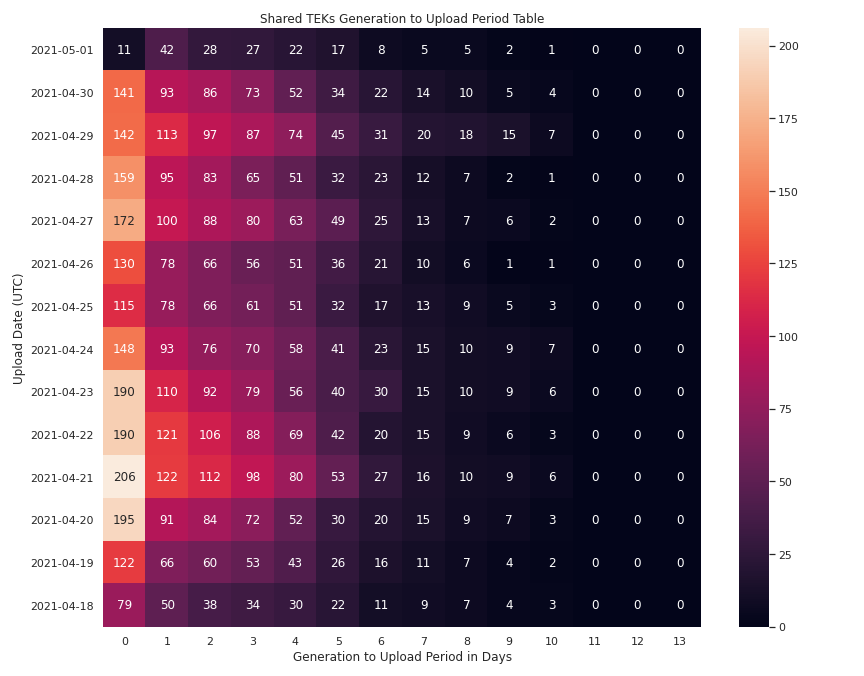 Shared TEKs Generation to Upload Period Table
2021-05-01 11 42 28 27 22 17 8 5 5 2 1 0 0 0
2021-04-30 141 93 86 73 52 34 22 14 10 5 4 0 0 0
2021-04-29 142 113 97 87 74 45 31 20 18 15 7 0 0 0
2021-04-28 159 95 83 65 51 32 23 12 7 2 1 0 0 0
2021-04-27 172 100 88 80 63 49 25 13 7 6 2 0 0 0
2021-04-26 130 78 66 56 51 36 21 10 6 1 1 0 0 0
2021-04-25 115 78 66 61 51 32 17 13 9 5 3 0 0 0
2021-04-24 148 93 76 70 58 41 23 15 10 9 7 0 0 0
2021-04-23 190 110 92 79 56 40 30 15 10 9 6 0 0 0
2021-04-22 190 121 106 88 69 42 20 15 9 6 3 0 0 0
2021-04-21 206 122 112 98 80 53 27 16 10 9 6 0 0 0
2021-04-20 195 91 84 72 52 30 20 15 9 7 3 0 0 0
2021-04-19 122 66 60 53 43 26 16 11 7 4 2 0 0 0
2021-04-18 79 50 38 34 30 22 11 9 7 4 3 0 0 0
0 1 2 3 4 5 6 7 8 9 10 11 12 13
Generation to Upload Period in Days
Upload Date (UTC)
200
175
150
125
100
75
50
25
0